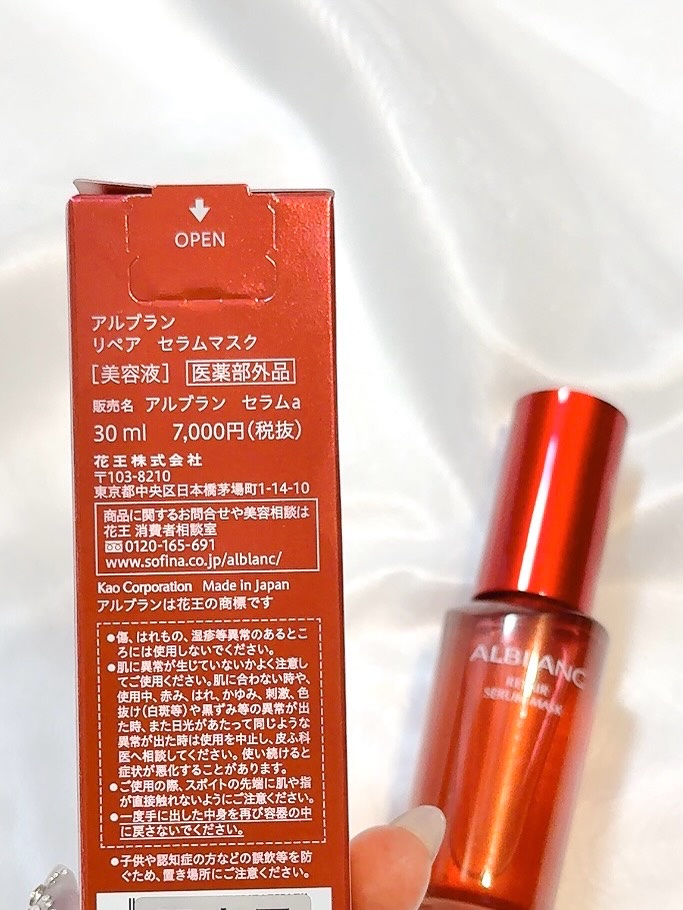 OPEN
アルブラン
リペア　セラムマスク
［美容液］ 医薬部外品
販売名 アルブラン　セラムa
30 ml　7,000円（税抜）
花王株式会社
〒103-8210
東京都中央区日本橋茅場町1-14-10
商品に関するお問合せや美容相談は
花王 消費者相談室
0120-165-691
www.sofina.co.jp/alblanc/
Kao Corporation　Made in Japan
アルブランは花王の商標です
●傷、はれもの、湿疹等異常のあるとこ
ろには使用しないでください。
●肌に異常が生じていないかよく注意し
てご使用ください。肌に合わない時や、
使用中、赤み、はれ、かゆみ、刺激、色
抜け（白斑等）や黒ずみ等の異常が出
た時、また日光があたって同じような
異常が出た時は使用を中止し、皮ふ科
医へ相談してください。使い続けると
症状が悪化することがあります。
●ご使用の際、スポイトの先端に肌や指
が直接触れないようにご注意ください。
●一度手に出した中身を再び容器の中
に戻さないでください。
●子供や認知症の方などの誤飲等を防
ぐため、置き場所にご注意ください。
ALBLANC
REPAIR
SERUM MASK